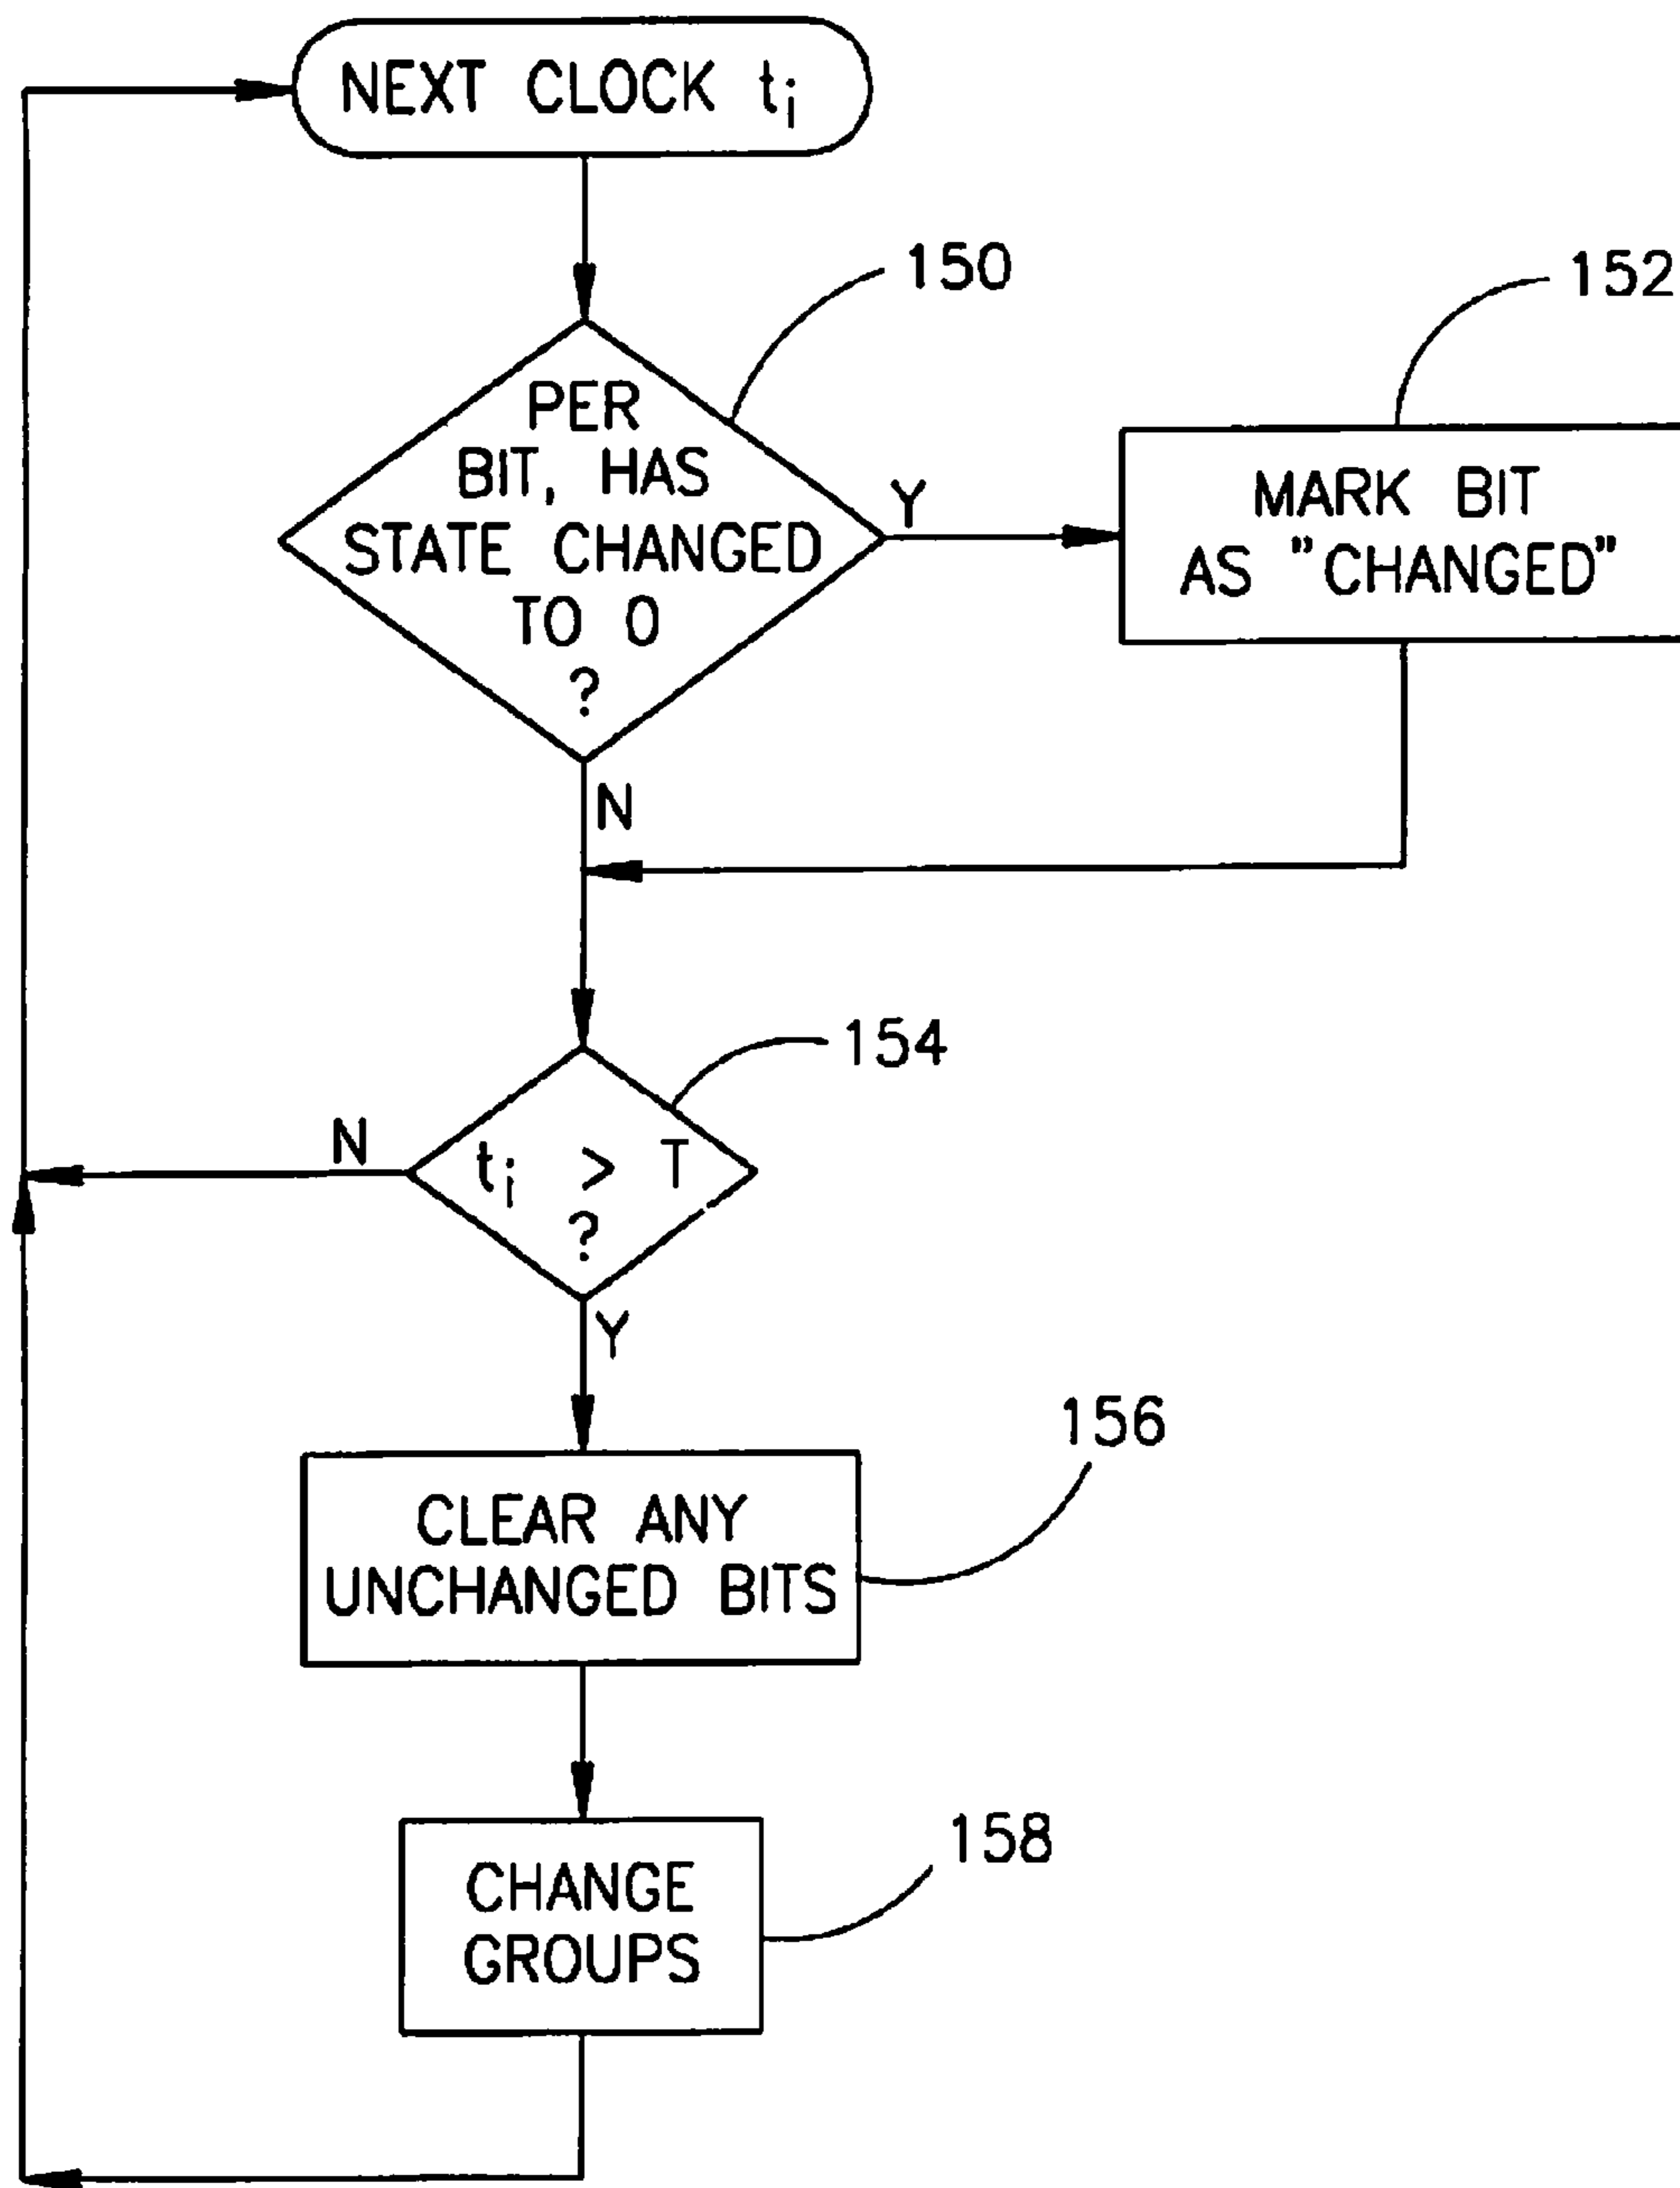 NEXT CLOCK ti
150
152
PER
BIT, HAS
STATE CHANGED
TO 0
?
Y
MARK BIT
AS "CHANGED"
N
154
N
ti > T
?
Y
156
CLEAR ANY
UNCHANGED BITS
158
CHANGE
GROUPS